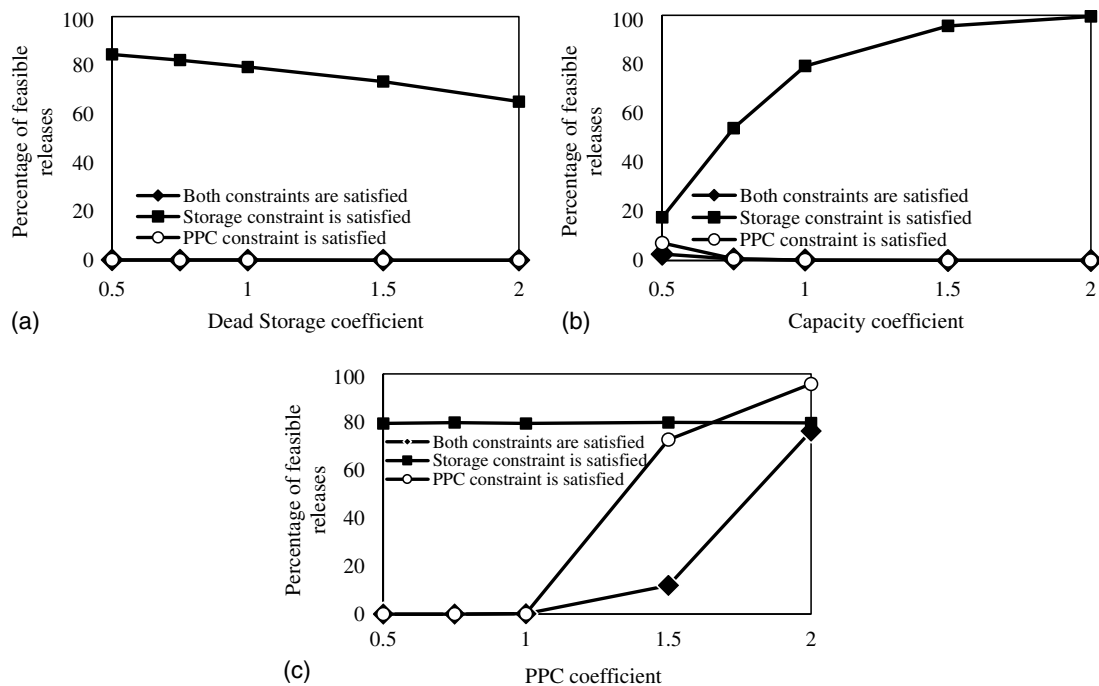 100
80
60
40
20
0
Percentage of feasible
releases
Both constraints are satisfied
Storage constraint is satisfied
PPC constraint is satisfied
0.5 1 1.5 2
(a) Dead Storage coefficient
100
80
60
40
20
0
Percentage of feasible
releases
Both constraints are satisfied
Storage constraint is satisfied
PPC constraint is satisfied
0.5 1 1.5 2
(b) Capacity coefficient
100
80
60
40
20
0
Percentage of feasible
releases
Both constraints are satisfied
Storage constraint is satisfied
PPC constraint is satisfied
0.5 1 1.5 2
(c) PPC coefficient